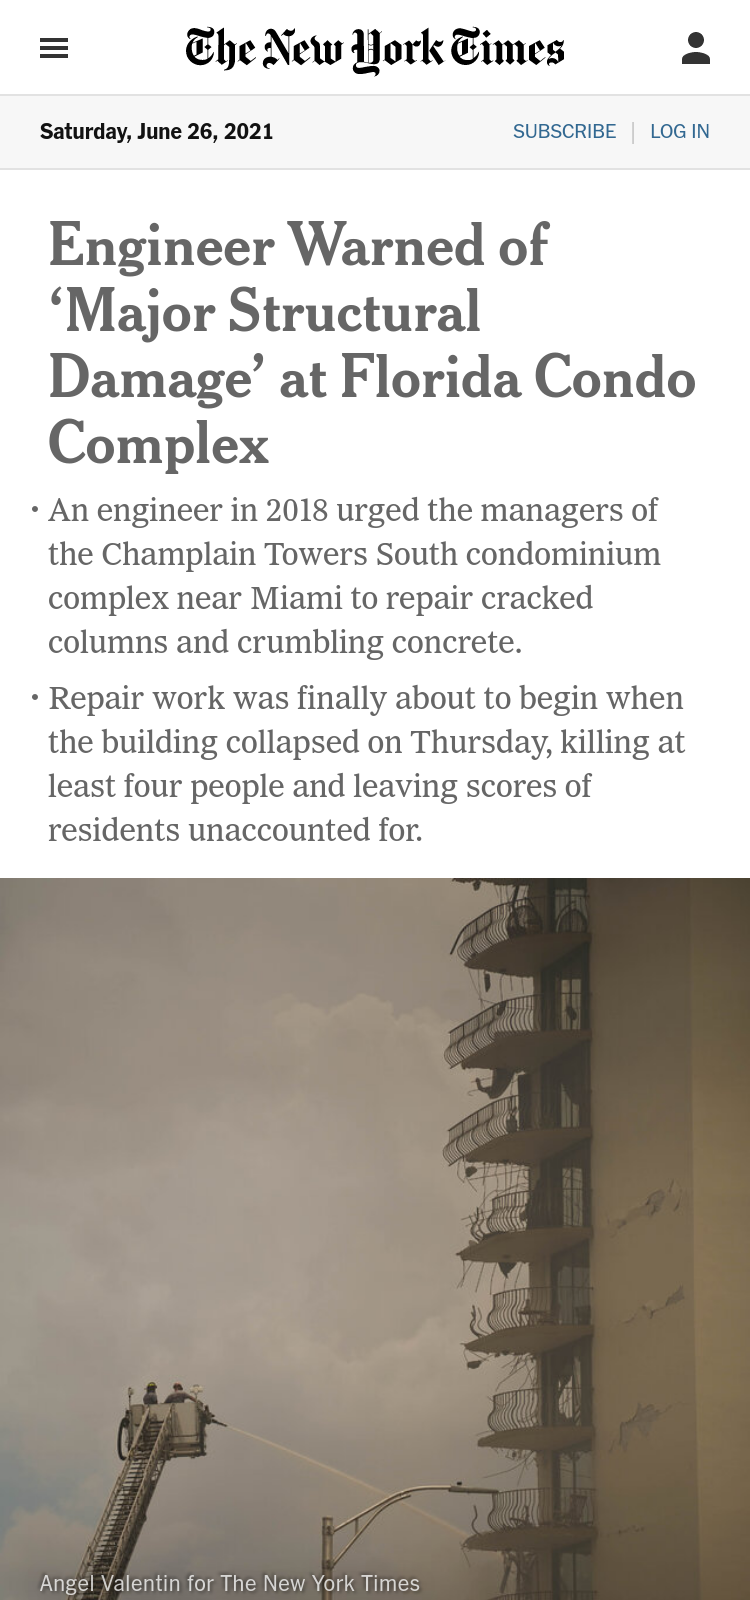 The New York Times
Saturday, June 26, 2021
SUBSCRIBE | LOG IN
Engineer Warned of
‘Major Structural
Damage’ at Florida Condo
Complex
• An engineer in 2018 urged the managers of
the Champlain Towers South condominium
complex near Miami to repair cracked
columns and crumbling concrete.
• Repair work was finally about to begin when
the building collapsed on Thursday, killing at
least four people and leaving scores of
residents unaccounted for.
Angel Valentin for The New York Times